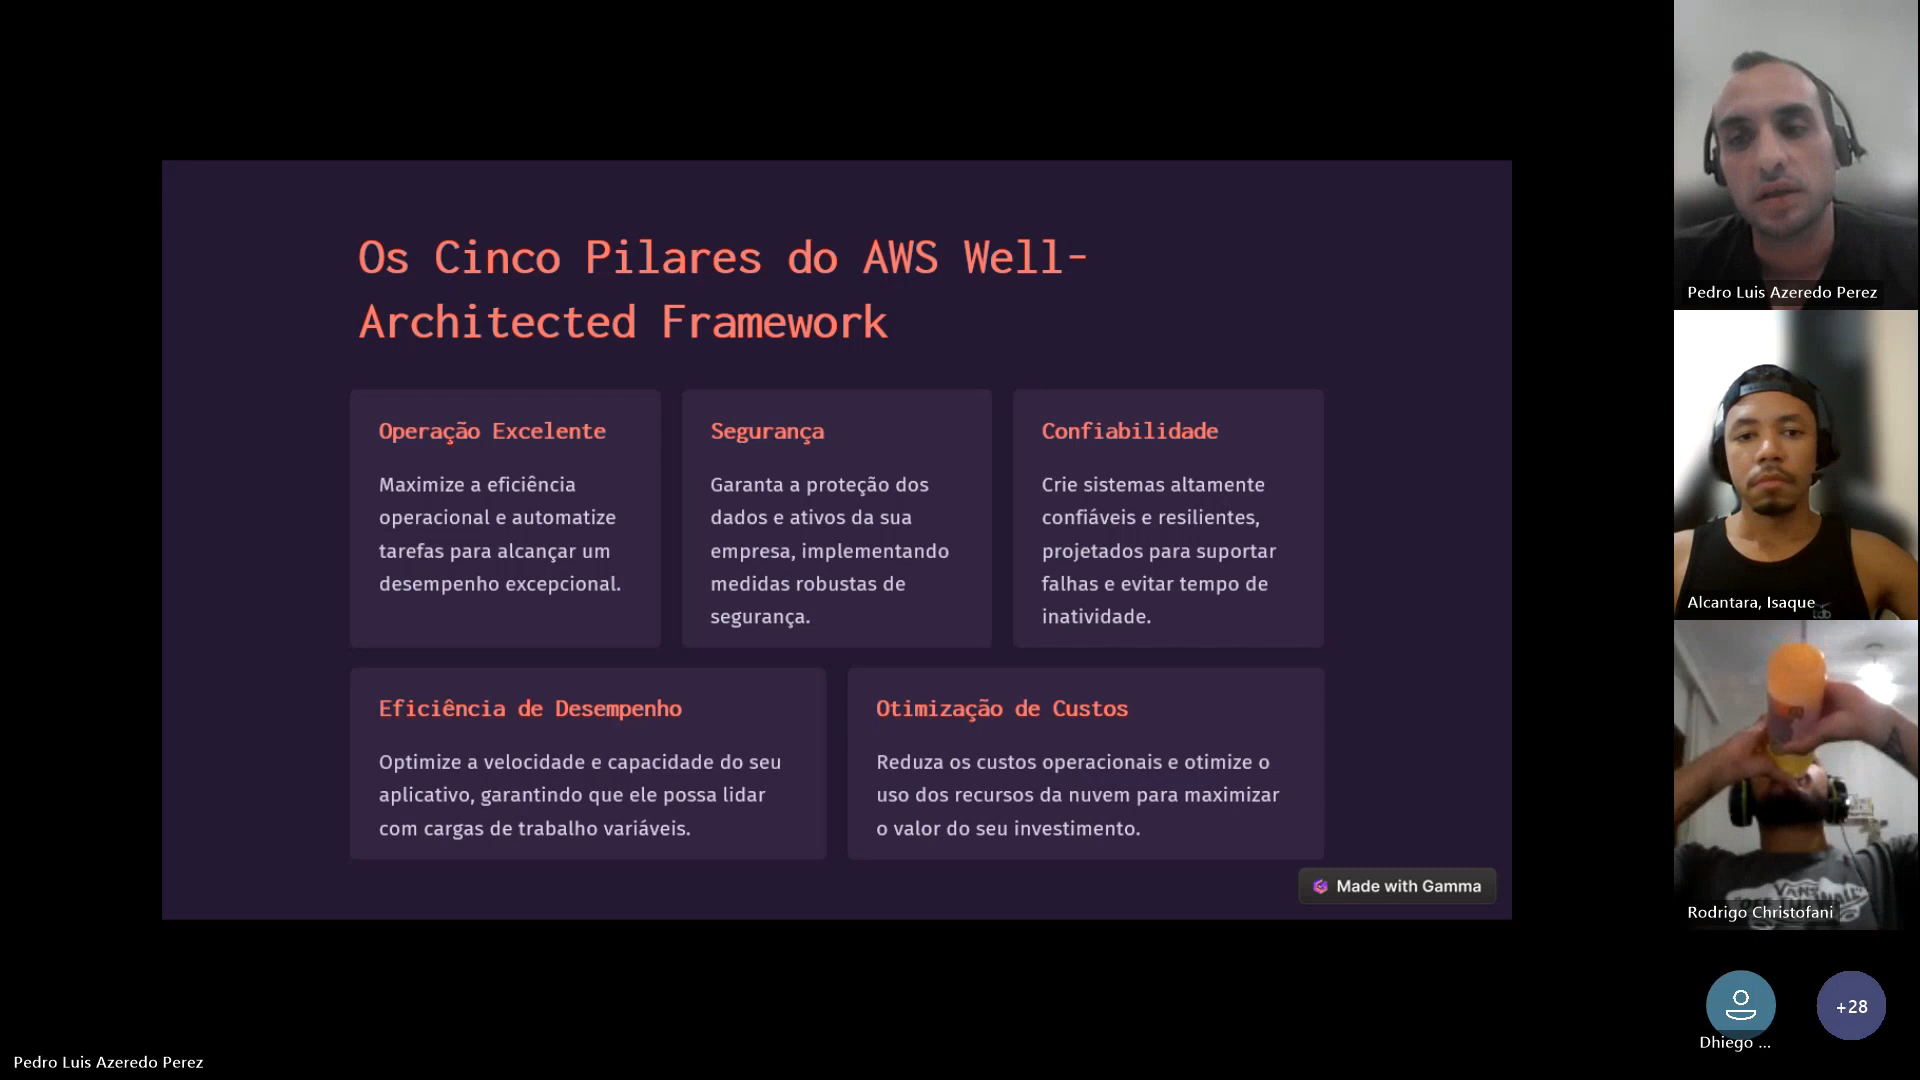 Os Cinco Pilares do AWS Well-
Architected Framework
Operação Excelente
Maximize a eficiência
operacional e automatize
tarefas para alcançar um
desempenho excepcional.
Segurança
Garanta a proteção dos
dados e ativos da sua
empresa, implementando
medidas robustas de
segurança.
Confiabilidade
Crie sistemas altamente
confiáveis e resilientes,
projetados para suportar
falhas e evitar tempo de
inatividade.
Eficiência de Desempenho
Optimize a velocidade e capacidade do seu
aplicativo, garantindo que ele possa lidar
com cargas de trabalho variáveis.
Otimização de Custos
Reduza os custos operacionais e otimize o
uso dos recursos da nuvem para maximizar
o valor do seu investimento.
Made with Gamma
Pedro Luis Azeredo Perez
Alcantara, Isaque
VANS
Rodrigo Christofani
Dhiego ...
+28
Pedro Luis Azeredo Perez